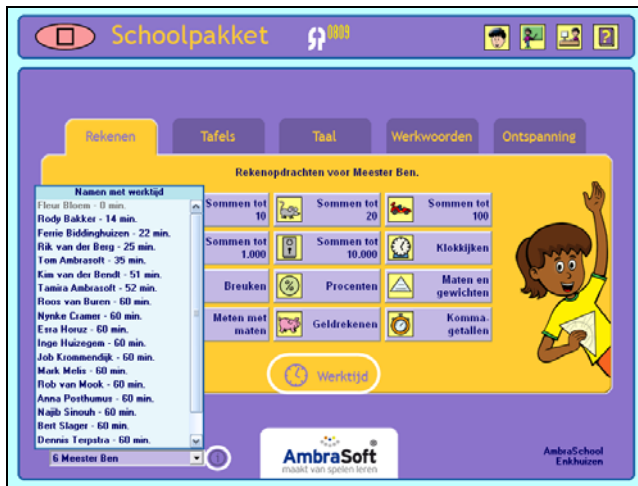 Schoolpakket
0809
Rekenen
Tafels
Taal
Werkwoorden
Ontspanning
Rekenopdrachten voor Meester Ben.
Namen met werktijd
Fleur Bloem - 0 min.
Rody Bakker - 14 min.
Ferrie Biddinghuizen - 22 min.
Rik van der Berg - 25 min.
Tom Ambrasoft - 35 min.
Kim van der Bendt - 51 min.
Tamira Ambrasoft - 52 min.
Roos van Buren - 60 min.
Nynke Cramer - 60 min.
Esra Horuz - 60 min.
Inge Huizegem - 60 min.
Job Krommendijk - 60 min.
Mark Melis - 60 min.
Rob van Mook - 60 min.
Anna Posthumus - 60 min.
Najib Sinouh - 60 min.
Bert Slager - 60 min.
Dennis Terpstra - 60 min.
6 Meester Ben
Sommen tot
10
Sommen tot
20
Sommen tot
100
Sommen tot
1.000
Sommen tot
10.000
Klokkijken
Breuken
%
Procenten
Maten en
gewichten
Meten met
maten
Geldrekenen
Komma-
getallen
Werktijd
AmbraSoft®
maakt van spelen leren
AmbraSchool
Enkhuizen